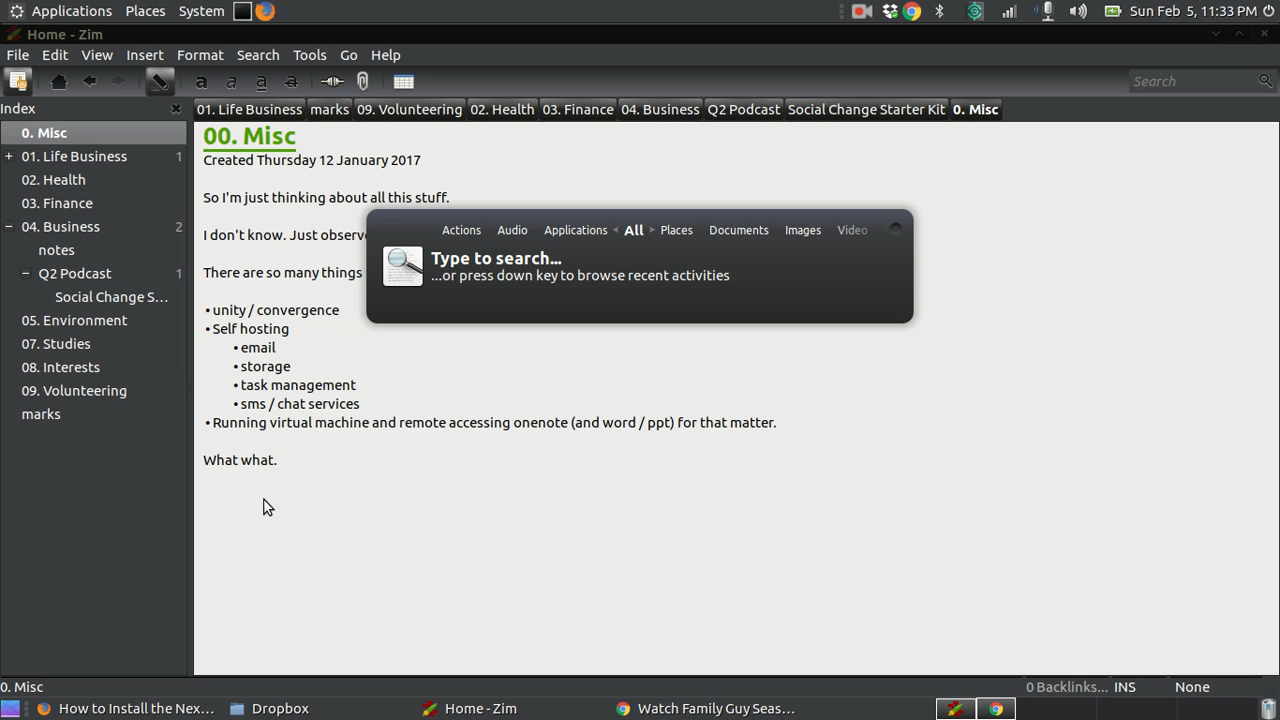 Applications Places System Sun Feb 5, 11:33 PM
Home - Zim
File Edit View Insert Format Search Tools Go Help
a a a a Search
Index
01. Life Business marks 09. Volunteering 02. Health 03. Finance 04. Business Q2 Podcast Social Change Starter Kit 0. Misc
0. Misc
+ 01. Life Business 1
02. Health
03. Finance
− 04. Business 2
notes
− Q2 Podcast 1
Social Change S...
05. Environment
07. Studies
08. Interests
09. Volunteering
marks
00. Misc
Created Thursday 12 January 2017
So I'm just thinking about all this stuff.
I don't know. Just observ
There are so many things
• unity / convergence
• Self hosting
• email
• storage
• task management
• sms / chat services
• Running virtual machine and remote accessing onenote (and word / ppt) for that matter.
What what.
Actions Audio Applications All Places Documents Images Video
Type to search...
...or press down key to browse recent activities
0. Misc 0 Backlinks... INS None
How to Install the Nex... Dropbox Home - Zim Watch Family Guy Seas...